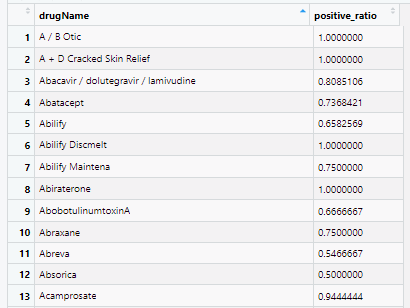 drugName positive_ratio
1 A / B Otic 1.0000000
2 A + D Cracked Skin Relief 1.0000000
3 Abacavir / dolutegravir / lamivudine 0.8085106
4 Abatacept 0.7368421
5 Abilify 0.6582569
6 Abilify Discmelt 1.0000000
7 Abilify Maintena 0.7500000
8 Abiraterone 1.0000000
9 AbobotulinumtoxinA 0.6666667
10 Abraxane 0.7500000
11 Abreva 0.5466667
12 Absorica 0.5000000
13 Acamprosate 0.9444444